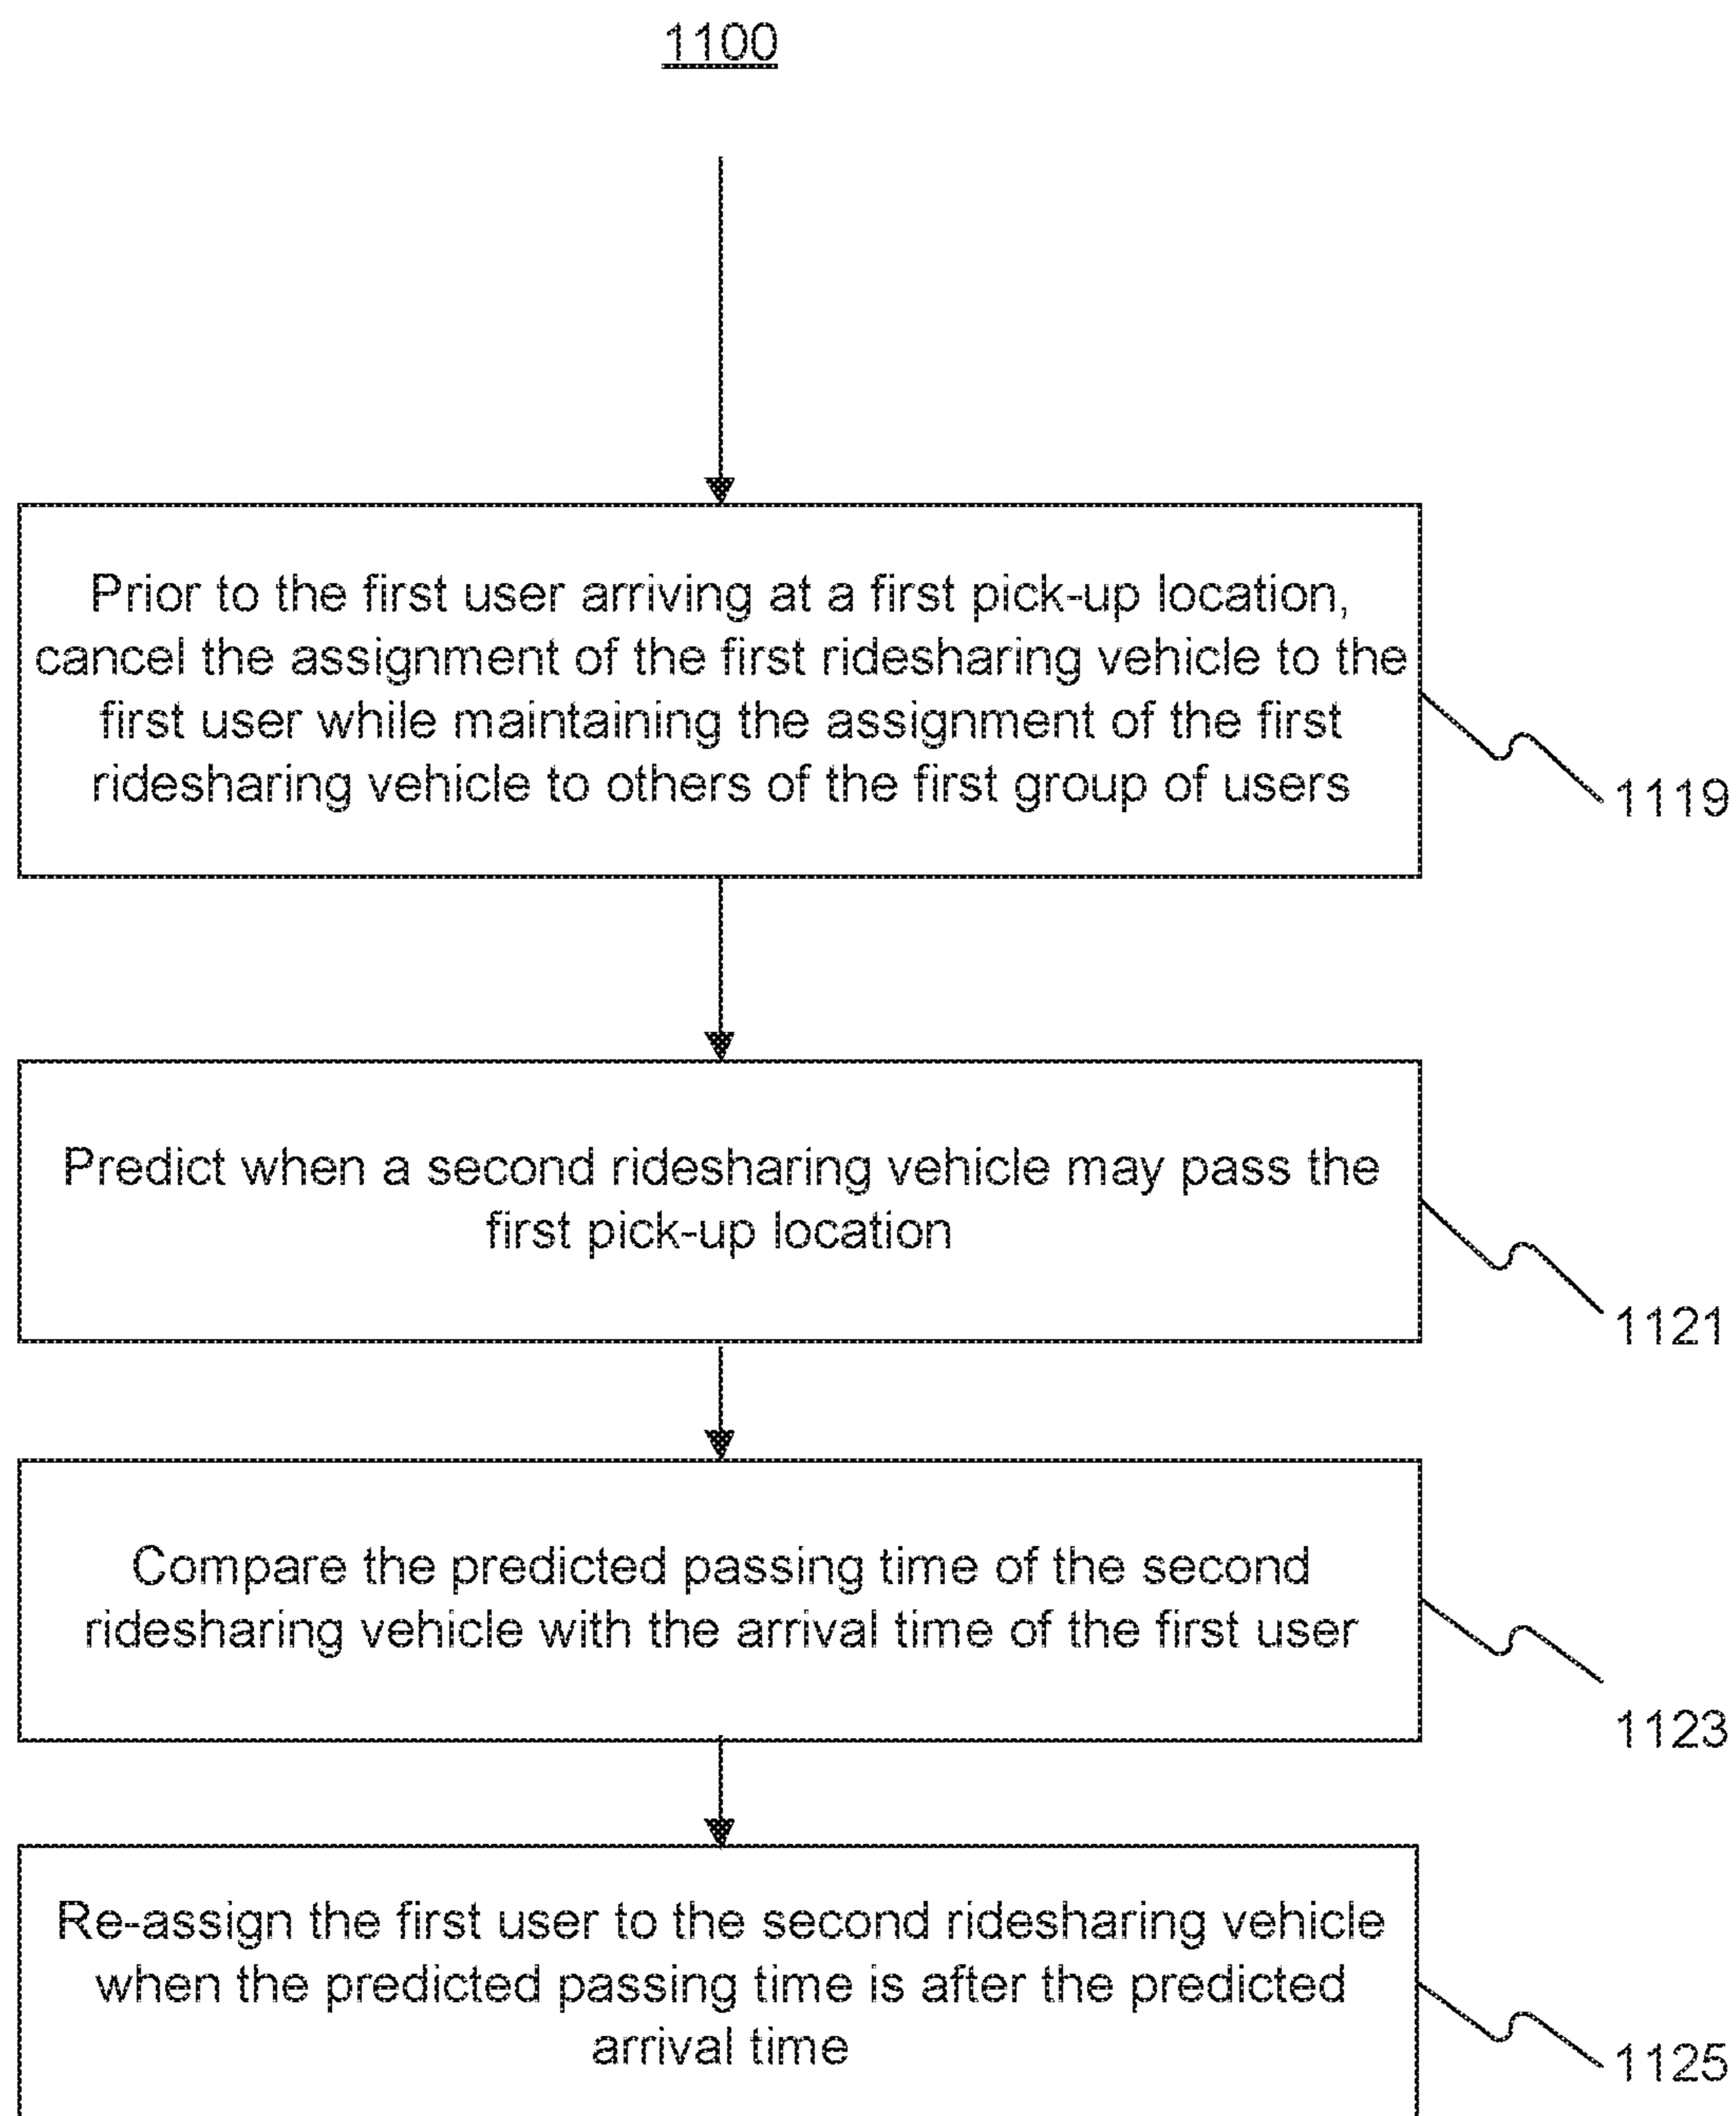 1100
Prior to the first user arriving at a first pick-up location,
cancel the assignment of the first ridesharing vehicle to the
first user while maintaining the assignment of the first
ridesharing vehicle to others of the first group of users
1119
Predict when a second ridesharing vehicle may pass the
first pick-up location
1121
Compare the predicted passing time of the second
ridesharing vehicle with the arrival time of the first user
1123
Re-assign the first user to the second ridesharing vehicle
when the predicted passing time is after the predicted
arrival time
1125